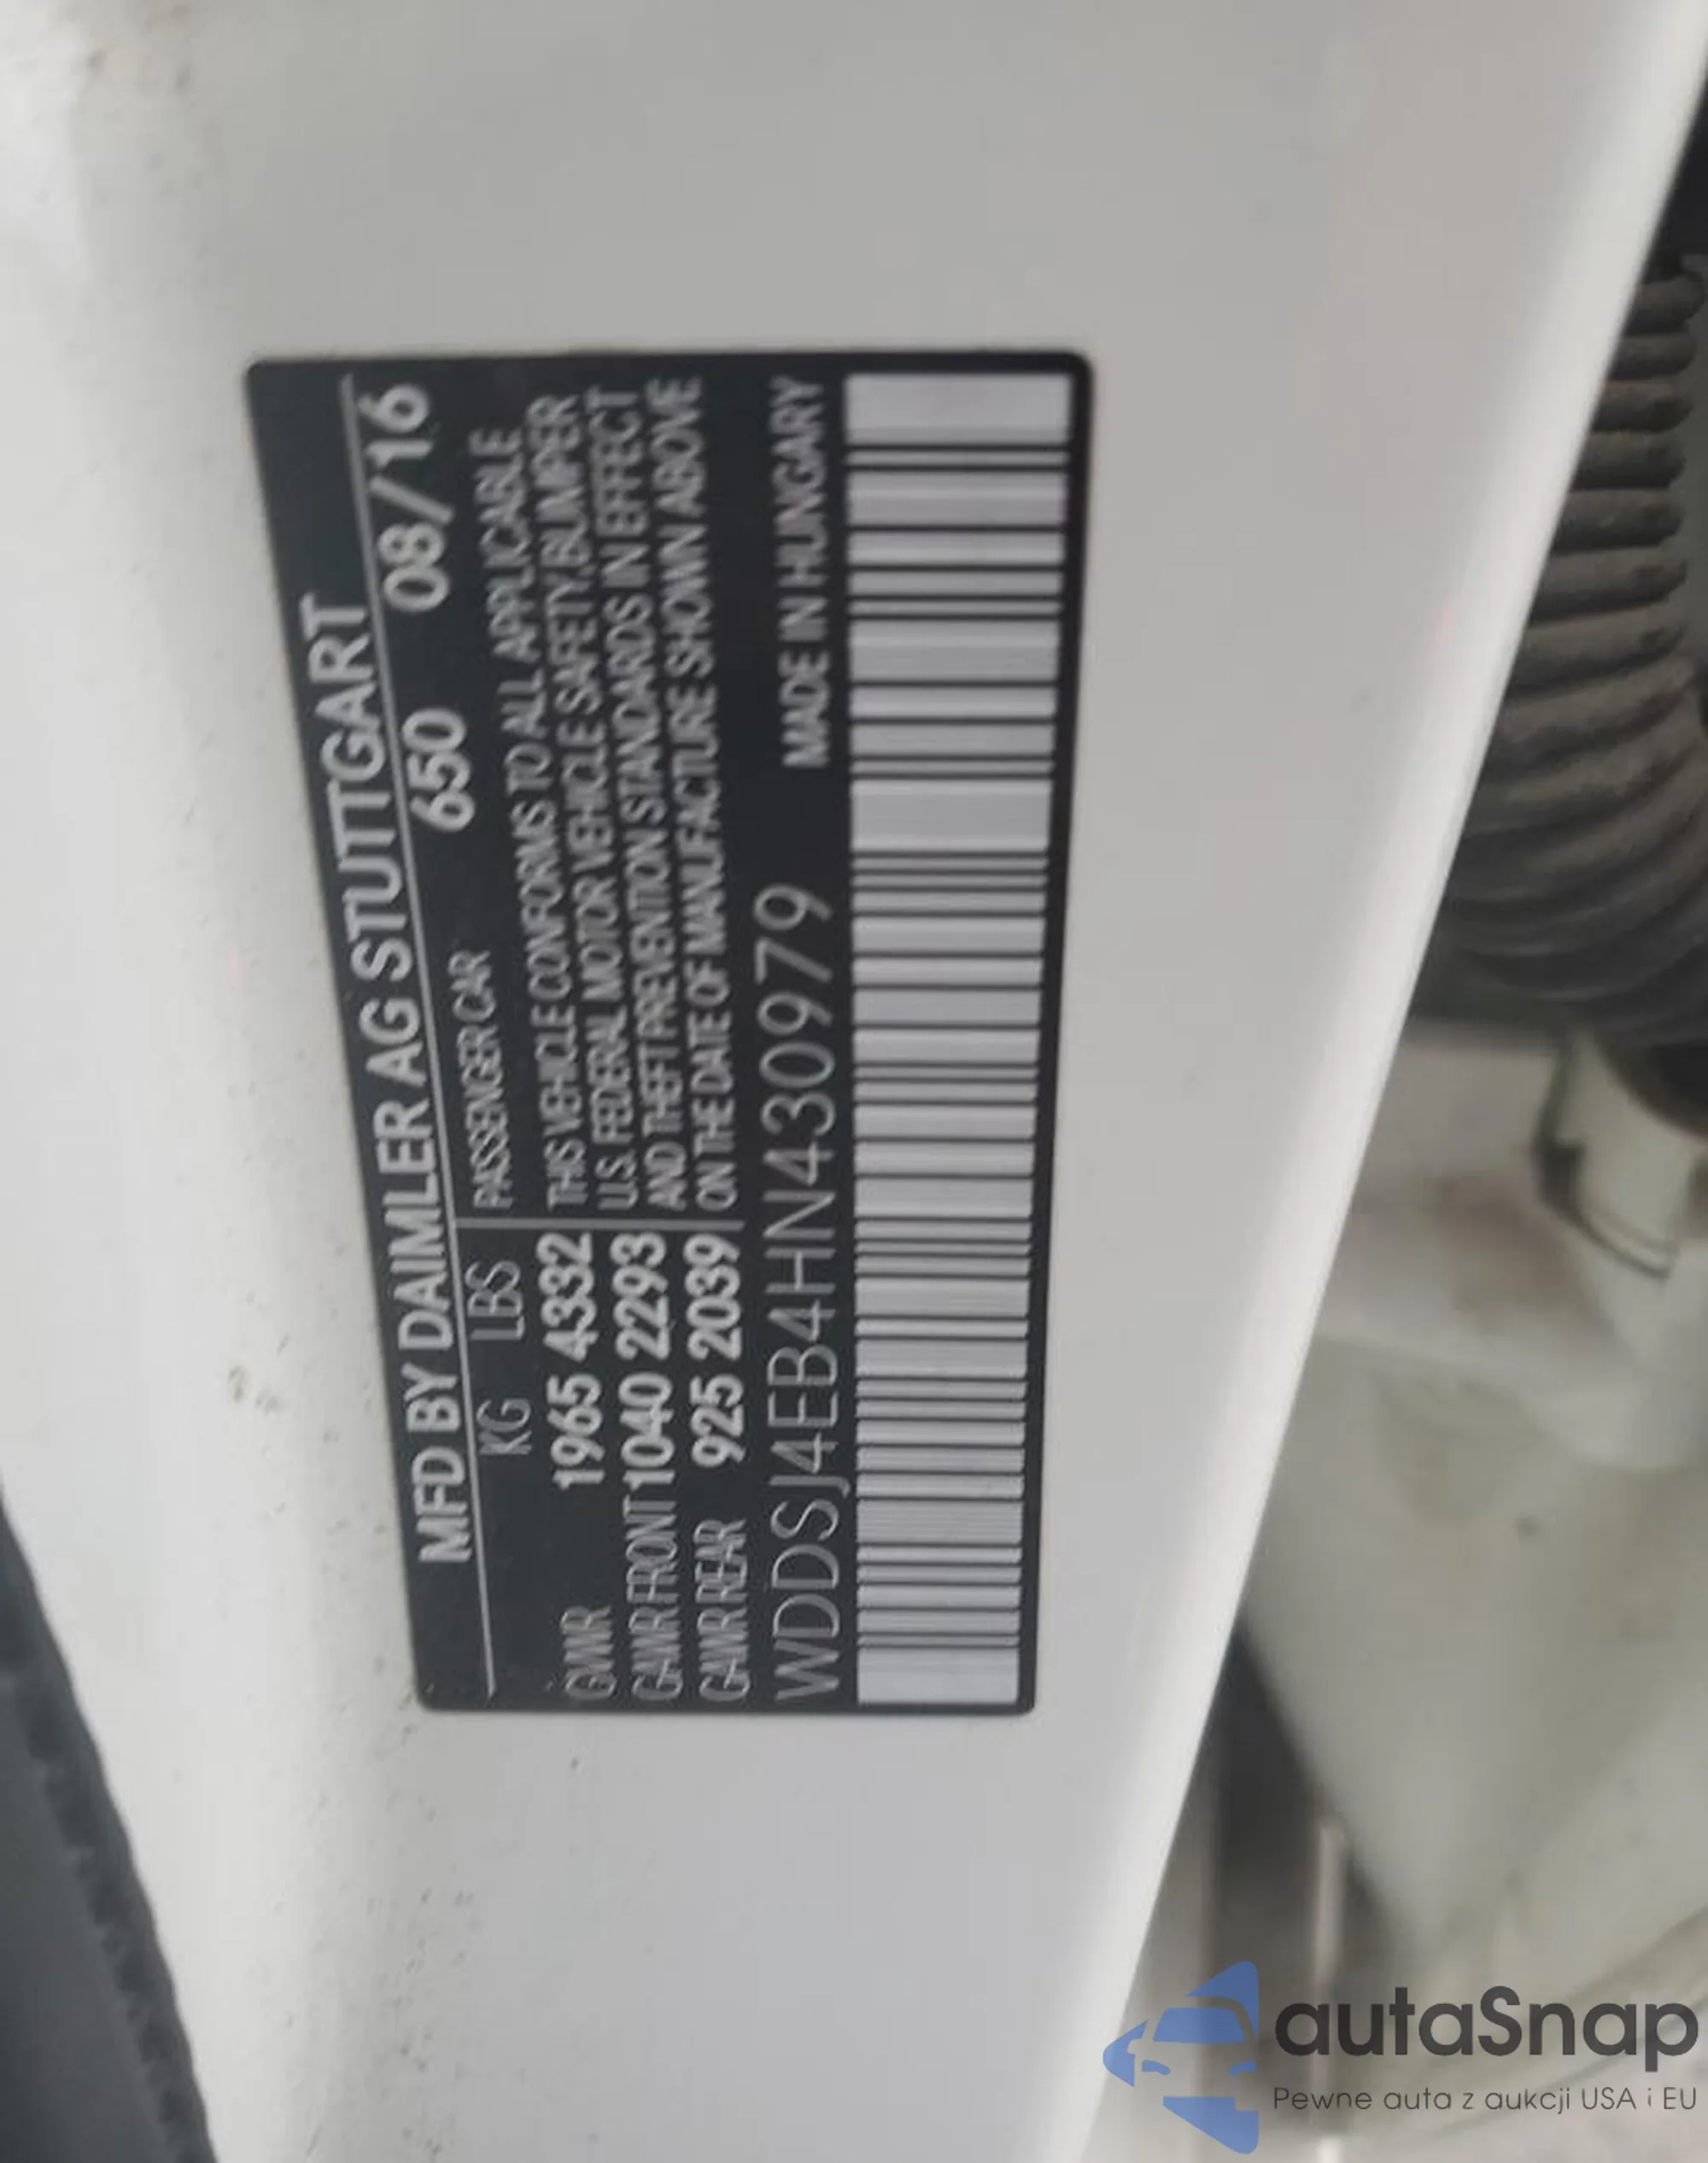 MFD BY DAIMLER AG STUTTGART
KG LBS PASSENGER CAR 650 08/16
GVWR 1965 4332 THIS VEHICLE CONFORMS TO ALL APPLICABLE
GAWR FRONT 1040 2293 U.S. FEDERAL MOTOR VEHICLE SAFETY,BUMPER
GAWR REAR 925 2039 AND THEFT PREVENTION STANDARDS IN EFFECT
ON THE DATE OF MANUFACTURE SHOWN ABOVE
WDDSJ4EB4HN430979 MADE IN HUNGARY
autaSnap
Pewne auta z aukcji USA i EU